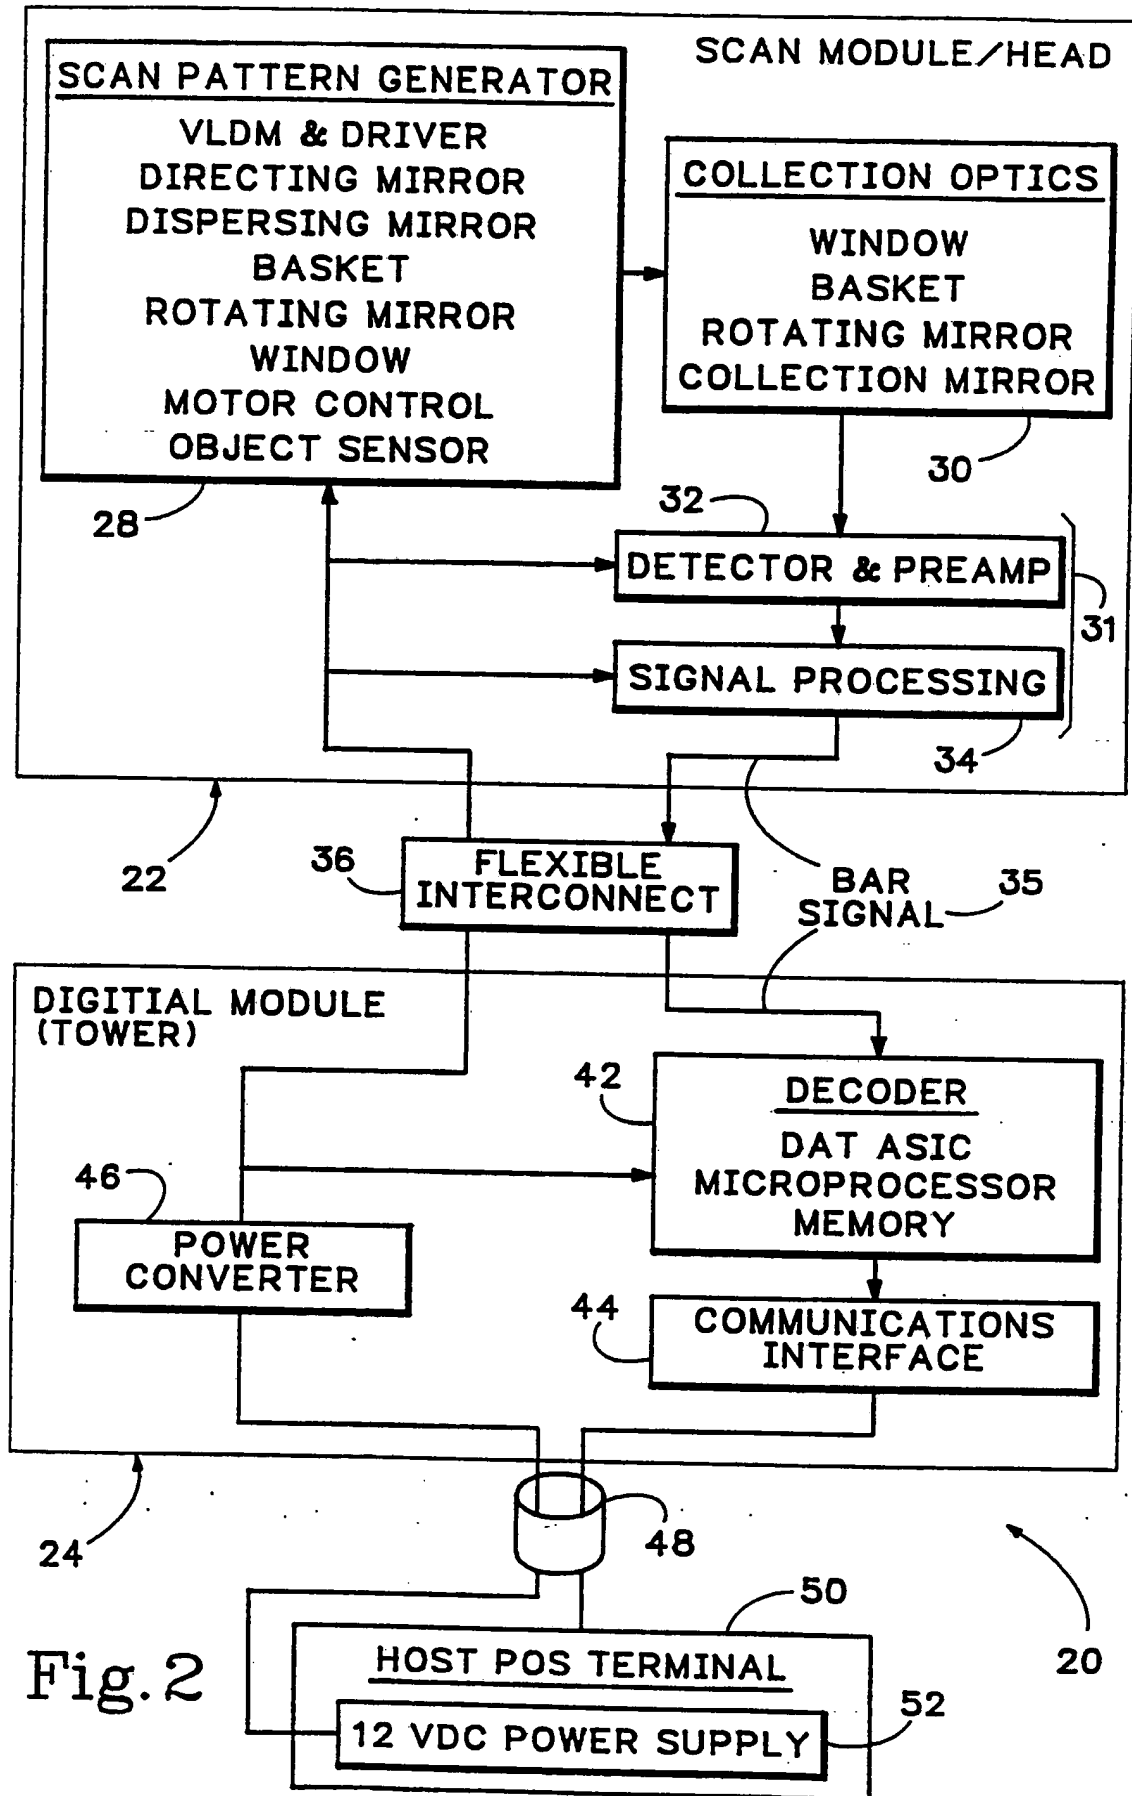 SCAN MODULE/HEAD
SCAN PATTERN GENERATOR
VLDM & DRIVER
DIRECTING MIRROR
DISPERSING MIRROR
BASKET
ROTATING MIRROR
WINDOW
MOTOR CONTROL
OBJECT SENSOR
28
COLLECTION OPTICS
WINDOW
BASKET
ROTATING MIRROR
COLLECTION MIRROR
30
32
DETECTOR & PREAMP
31
SIGNAL PROCESSING
34
22
36
FLEXIBLE
INTERCONNECT
BAR
SIGNAL
35
DIGITIAL MODULE
(TOWER)
42
DECODER
DAT ASIC
MICROPROCESSOR
MEMORY
46
POWER
CONVERTER
44
COMMUNICATIONS
INTERFACE
24
48
50
20
HOST POS TERMINAL
52
12 VDC POWER SUPPLY
Fig. 2